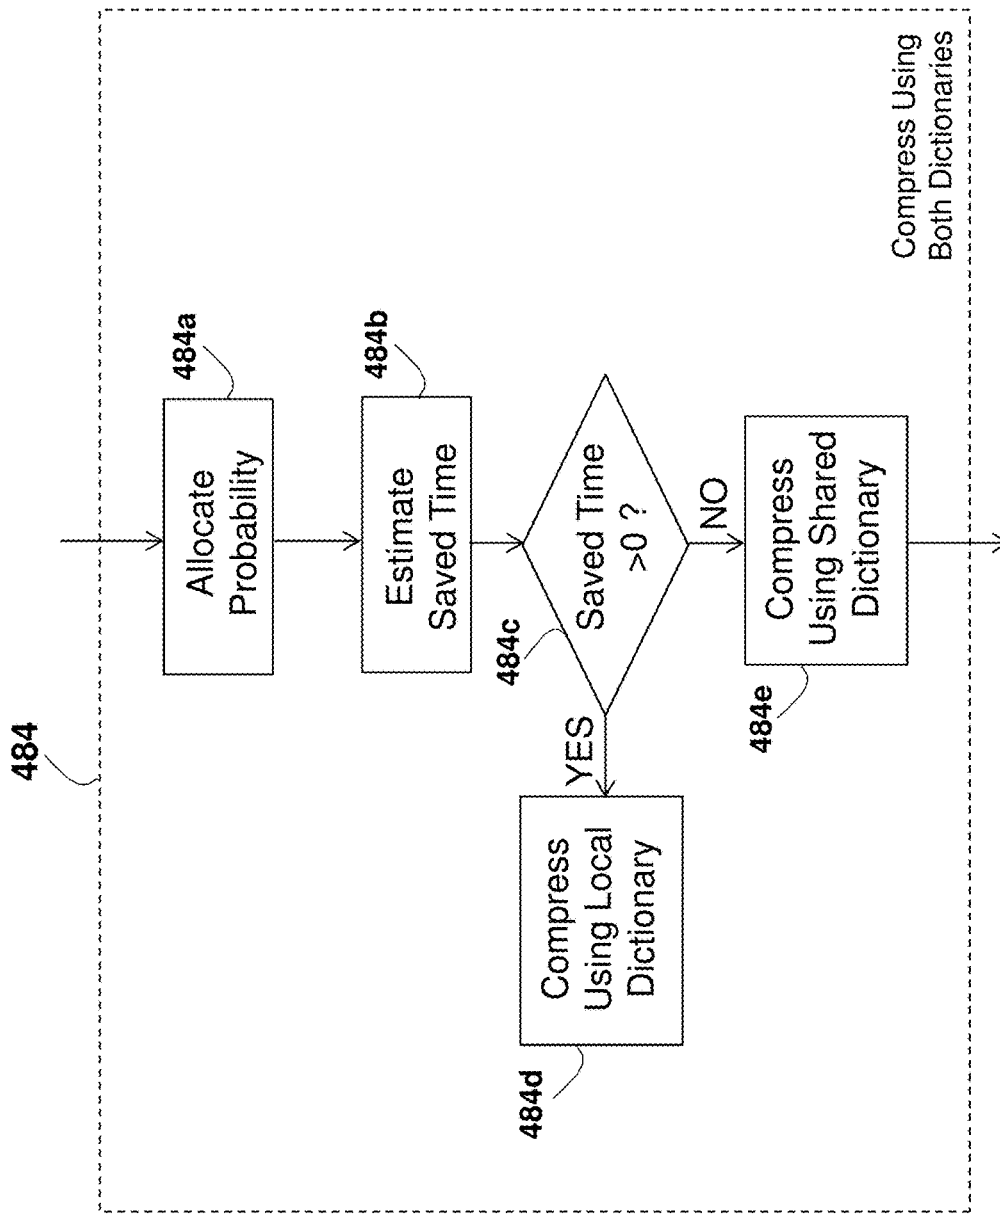 484
484a
Allocate
Probability
484b
Estimate
Saved Time
484c
Saved Time
>0 ?
YES
NO
484d
Compress
Using Local
Dictionary
484e
Compress
Using Shared
Dictionary
Compress Using
Both Dictionaries